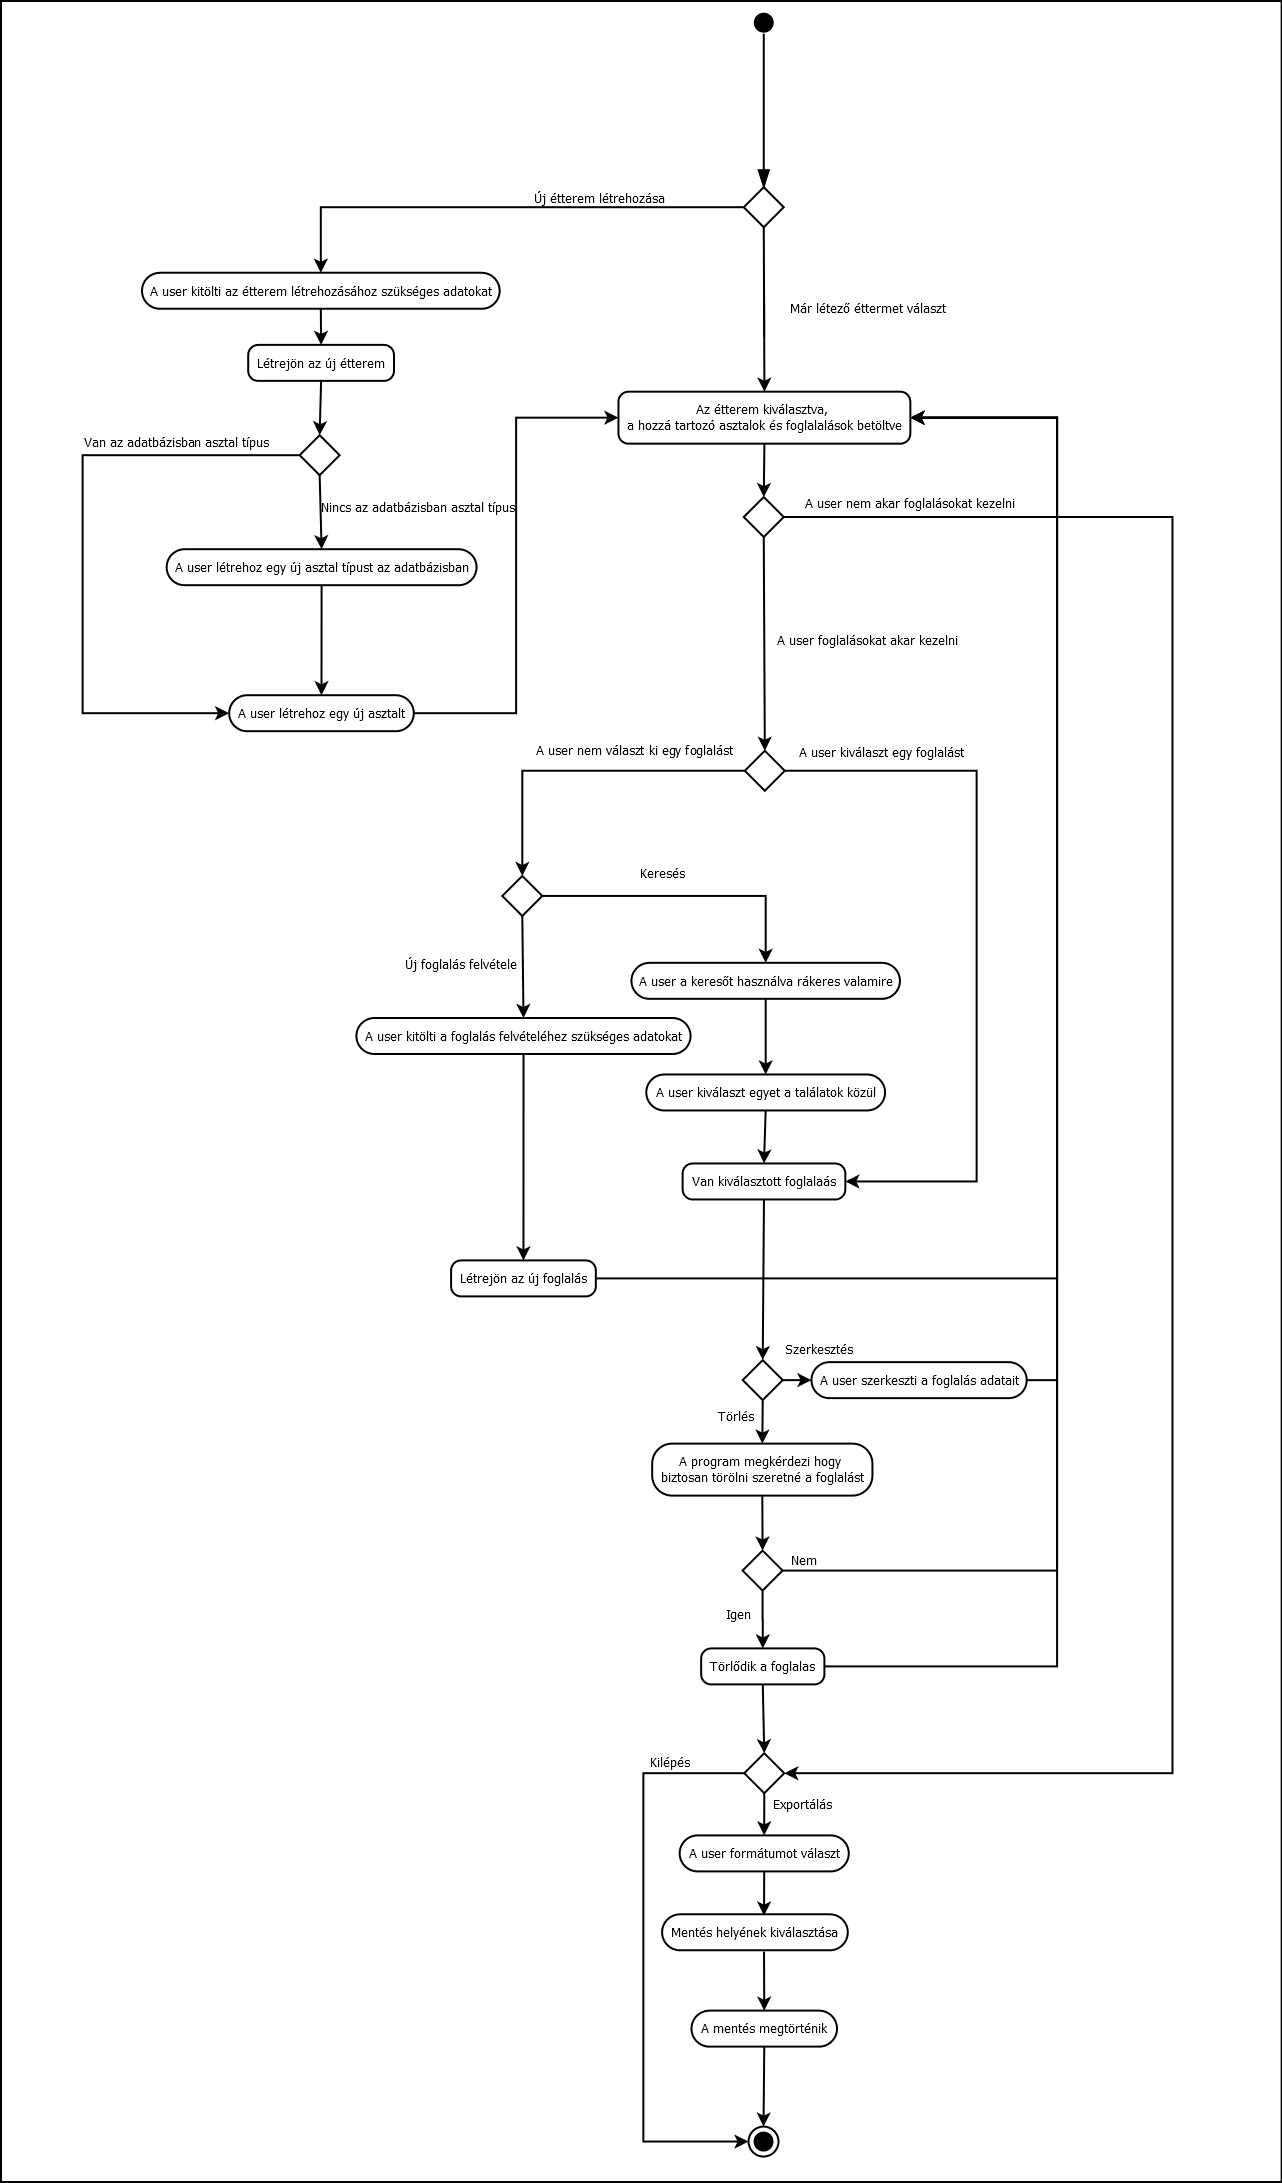 Új étterem létrehozása
A user kitölti az étterem létrehozásához szükséges adatokat
Már létező éttermet választ
Létrejön az új étterem
Az étterem kiválasztva,
a hozzá tartozó asztalok és foglalalások betöltve
Van az adatbázisban asztal típus
Nincs az adatbázisban asztal típus
A user nem akar foglalásokat kezelni
A user létrehoz egy új asztal típust az adatbázisban
A user foglalásokat akar kezelni
A user létrehoz egy új asztalt
A user nem választ ki egy foglalást
A user kiválaszt egy foglalást
Keresés
Új foglalás felvétele
A user a keresőt használva rákeres valamire
A user kitölti a foglalás felvételéhez szükséges adatokat
A user kiválaszt egyet a találatok közül
Van kiválasztott foglalaás
Létrejön az új foglalás
Szerkesztés
A user szerkeszti a foglalás adatait
Törlés
A program megkérdezi hogy
biztosan törölni szeretné a foglalást
Nem
Igen
Törlődik a foglalas
Kilépés
Exportálás
A user formátumot választ
Mentés helyének kiválasztása
A mentés megtörténik